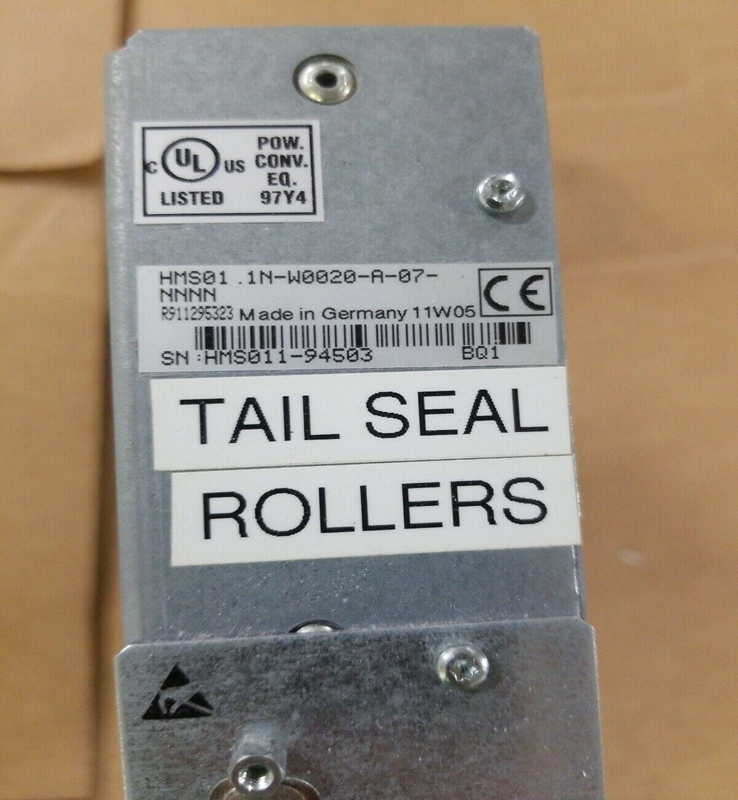 POW.
CONV.
EQ.
97Y4
C UL US
LISTED
HMS01.1N-W0020-A-07-
NNNN
CE
R911295323 Made in Germany 11W05
SN:HMS011-94503 BQ1
TAIL SEAL
ROLLERS